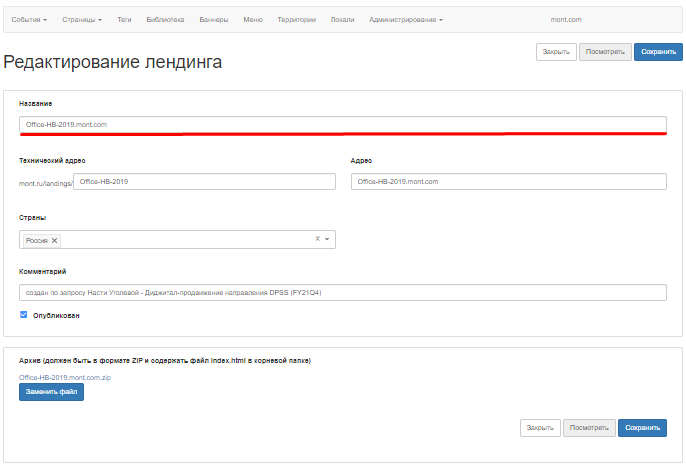 События Страницы Теги Библиотека Баннеры Меню Территории Локали Администрирование mont.com
Редактирование лендинга
Закрыть Посмотреть Сохранить
Название
Office-HB-2019.mont.com
Технический адрес Адрес
mont.ru/landings/ Office-HB-2019 Office-HB-2019.mont.com
Страны
Россия
Комментарий
создан по запросу Насти Уголевой - Диджитал-продвижение направления DPSS (FY21Q4)
Опубликован
Архив (должен быть в формате ZIP и содержать файл index.html в корневой папке)
Office-HB-2019.mont.com.zip
Заменить файл
Закрыть Посмотреть Сохранить